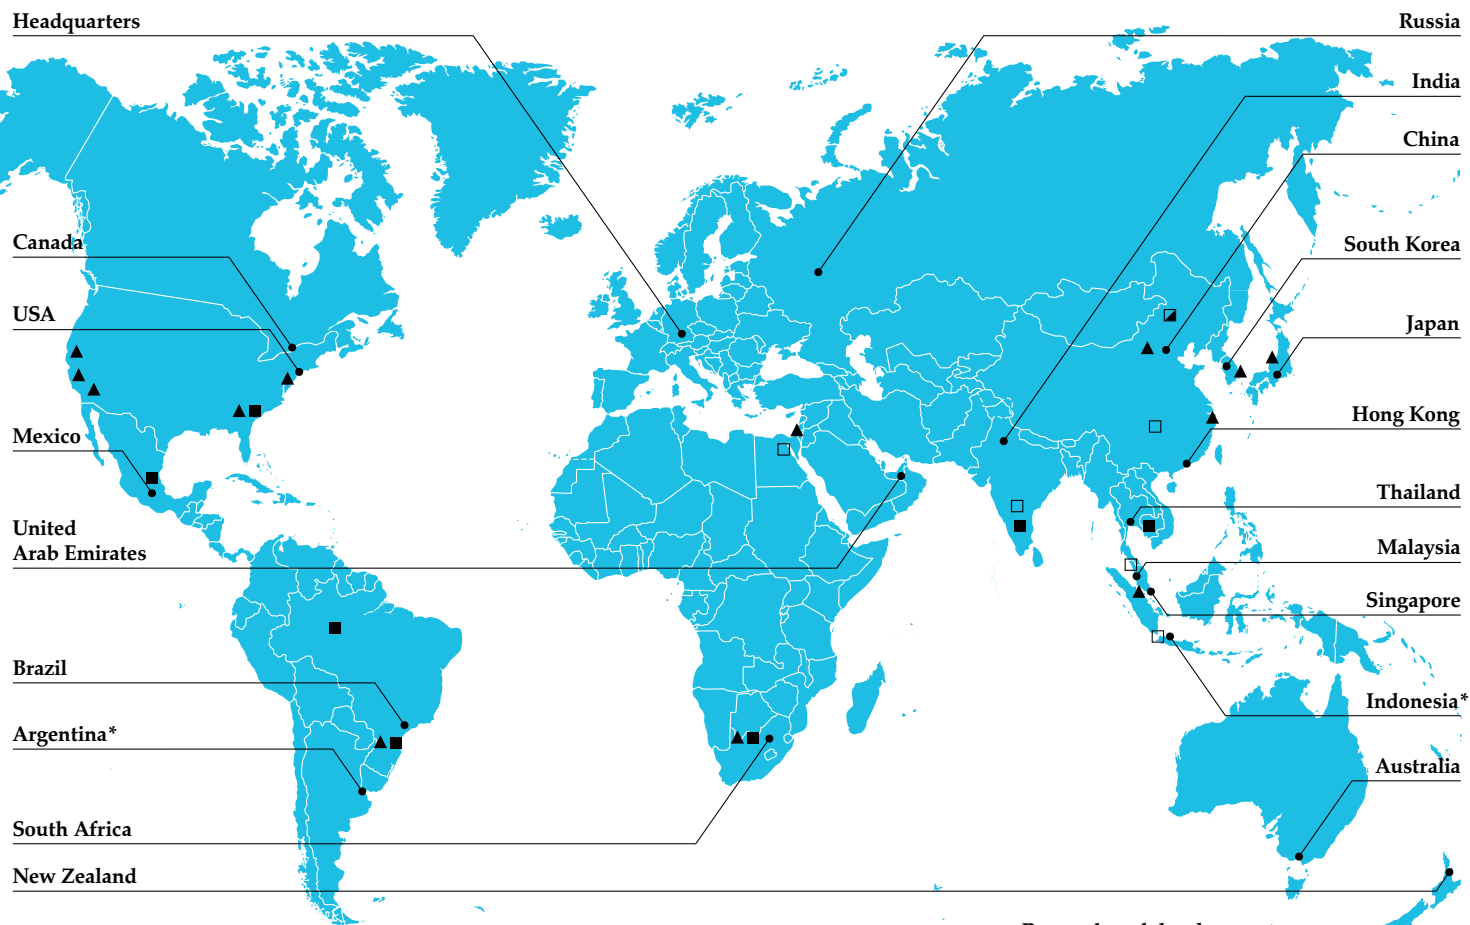 Headquarters
Canada
USA
Mexico
United
Arab Emirates
Brazil
Argentina*
South Africa
New Zealand
Russia
India
China
South Korea
Japan
Hong Kong
Thailand
Malaysia
Singapore
Indonesia*
Australia